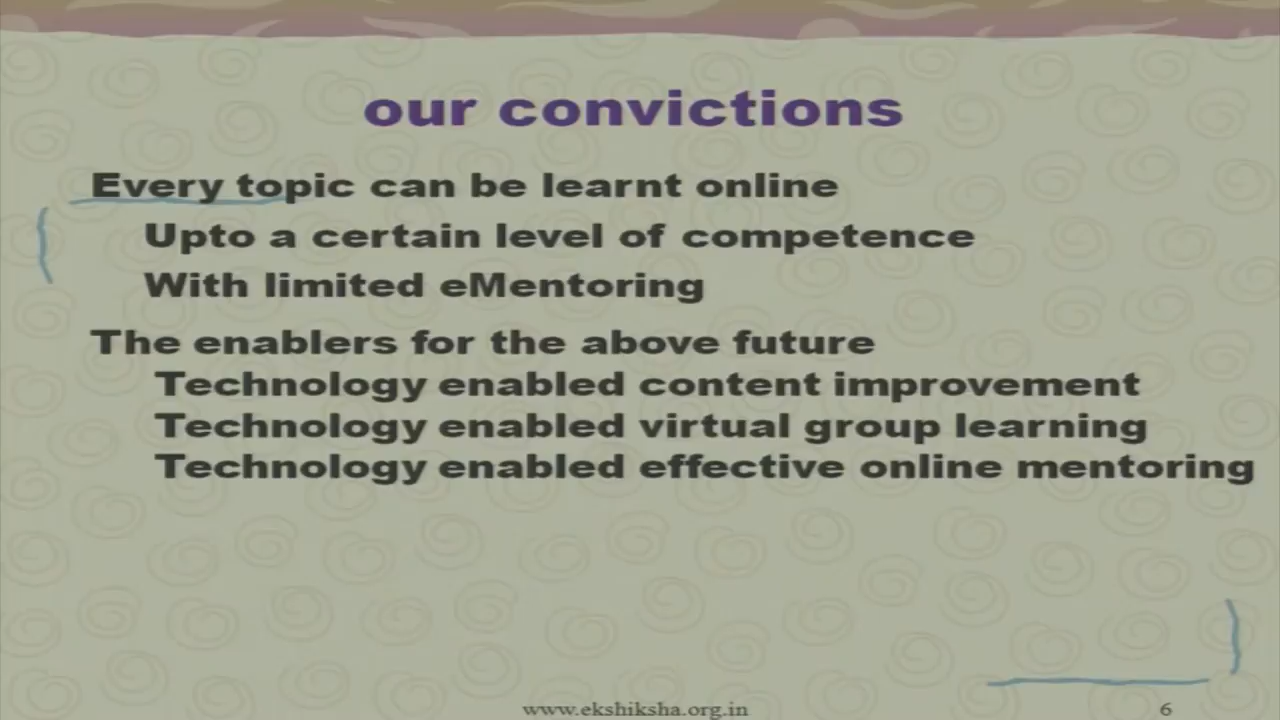 our convictions
Every topic can be learnt online
Upto a certain level of competence
With limited eMentoring
The enablers for the above future
Technology enabled content improvement
Technology enabled virtual group learning
Technology enabled effective online mentoring
www.ekshiksha.org.in
6